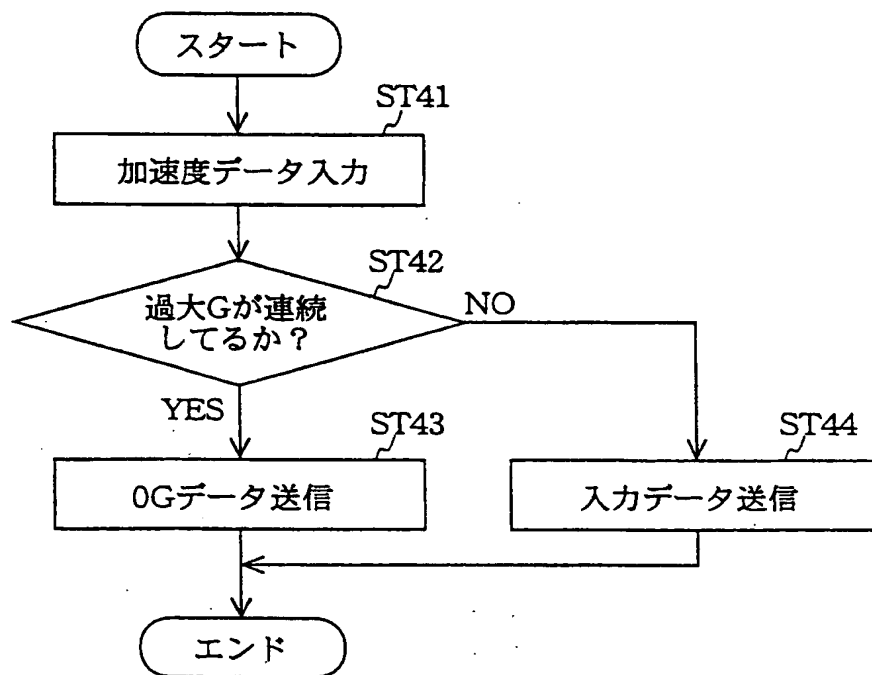 スタート
ST41
加速度データ入力
ST42
過大Gが連続
してるか？
NO
YES
ST43
0Gデータ送信
ST44
入力データ送信
エンド